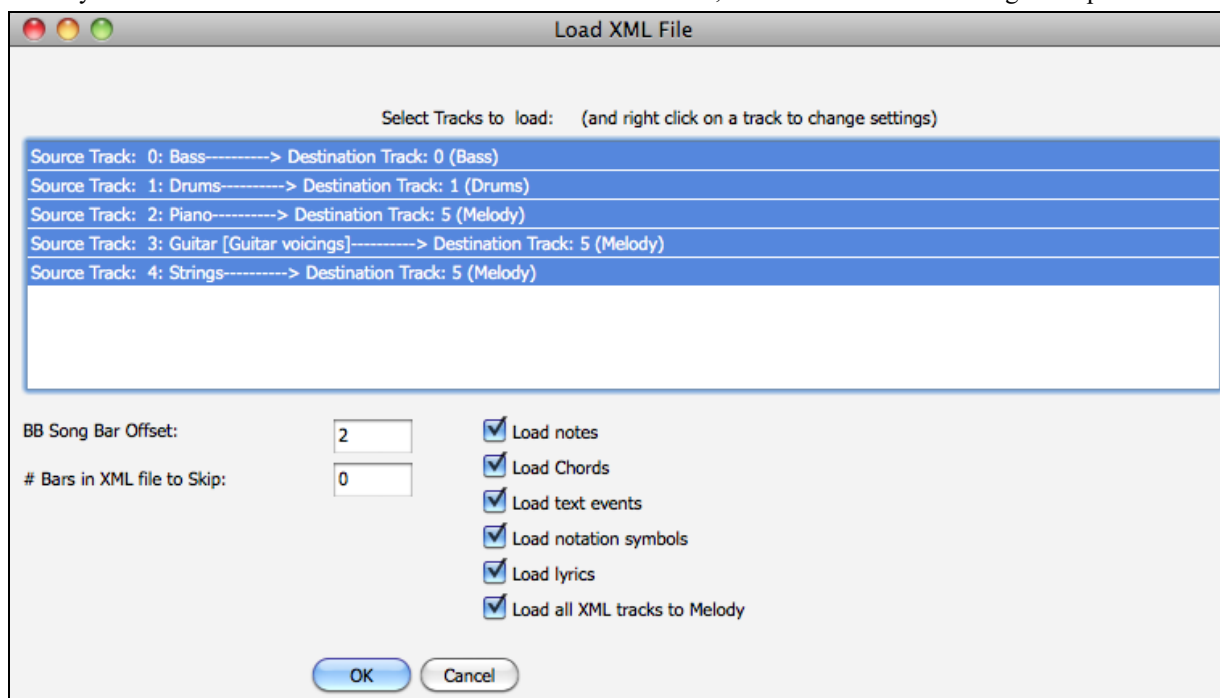 Load XML File
Select Tracks to load: (and right click on a track to change settings)
Source Track: 0: Bass----------> Destination Track: 0 (Bass)
Source Track: 1: Drums----------> Destination Track: 1 (Drums)
Source Track: 2: Piano----------> Destination Track: 5 (Melody)
Source Track: 3: Guitar [Guitar voicings]----------> Destination Track: 5 (Melody)
Source Track: 4: Strings----------> Destination Track: 5 (Melody)
BB Song Bar Offset: 2
# Bars in XML file to Skip: 0
Load notes
Load Chords
Load text events
Load notation symbols
Load lyrics
Load all XML tracks to Melody
OK Cancel